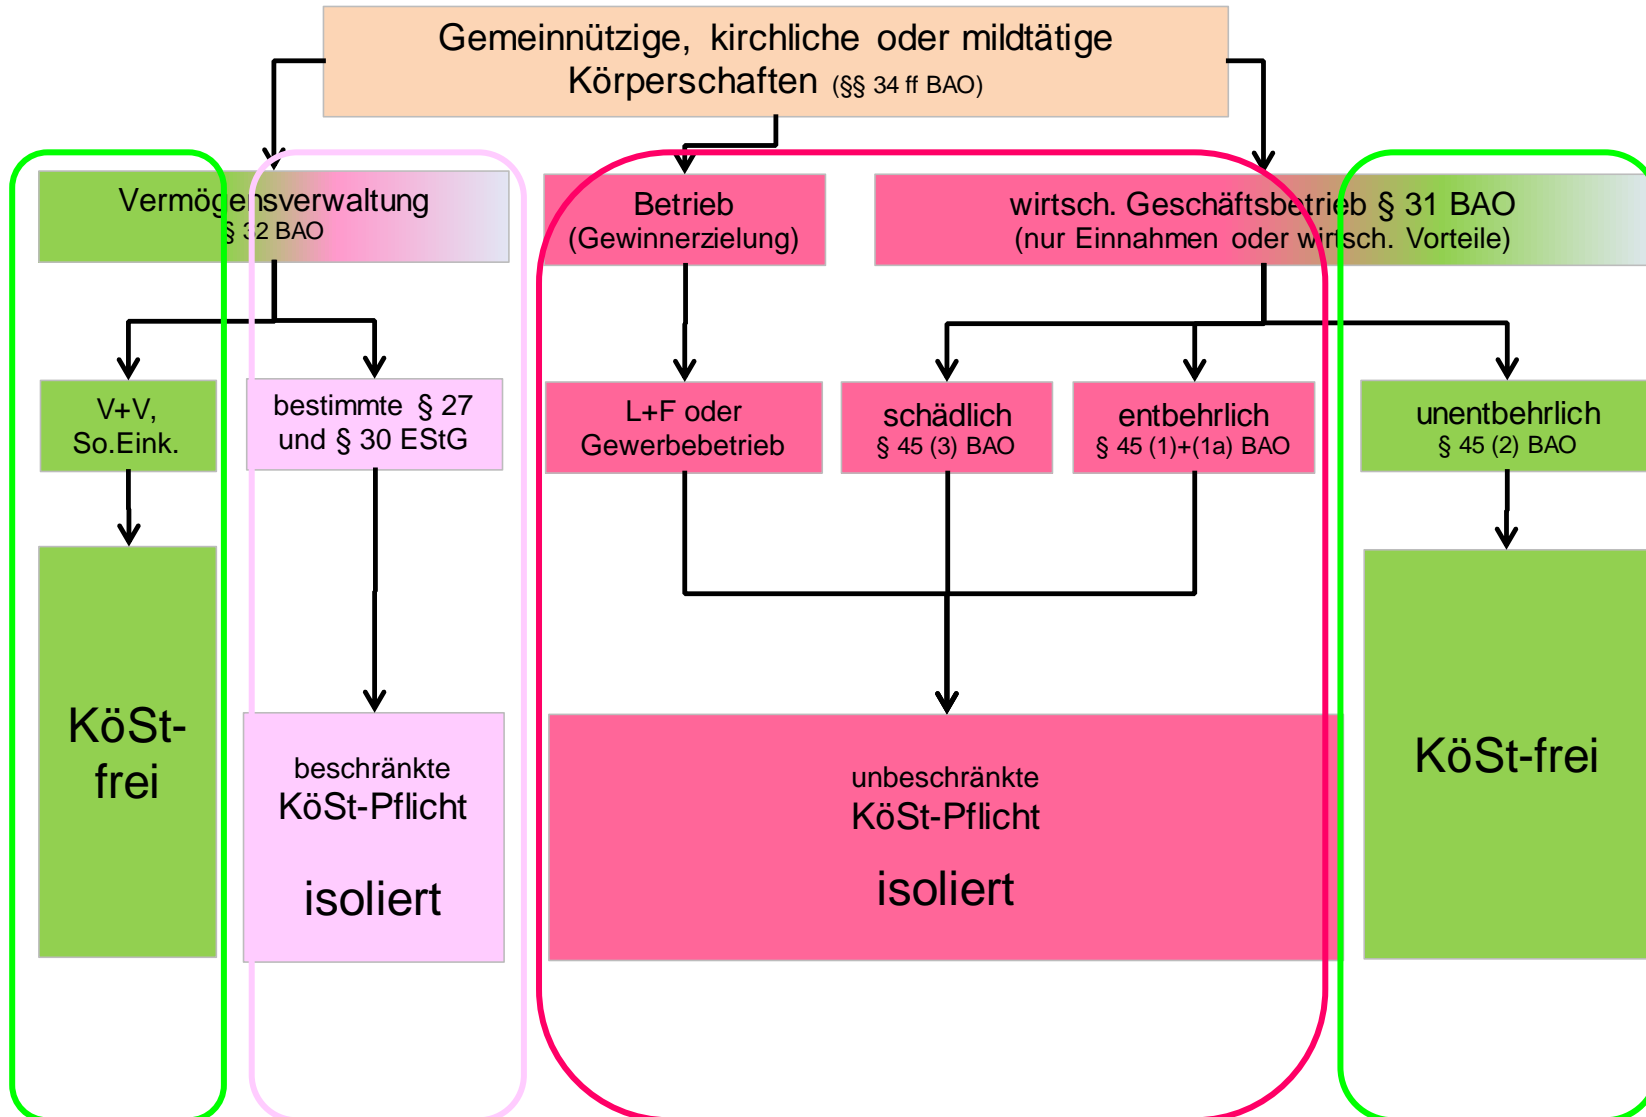 Gemeinnützige, kirchliche oder mildtätige
Körperschaften (§§ 34 ff BAO)
Vermögensverwaltung
§ 32 BAO
Betrieb
(Gewinnerzielung)
wirtsch. Geschäftsbetrieb § 31 BAO
(nur Einnahmen oder wirtsch. Vorteile)
V+V,
So.Eink.
bestimmte § 27
und § 30 EStG
L+F oder
Gewerbebetrieb
schädlich
§ 45 (3) BAO
entbehrlich
§ 45 (1)+(1a) BAO
unentbehrlich
§ 45 (2) BAO
KöSt-
frei
beschränkte
KöSt-Pflicht
isoliert
unbeschränkte
KöSt-Pflicht
isoliert
KöSt-frei